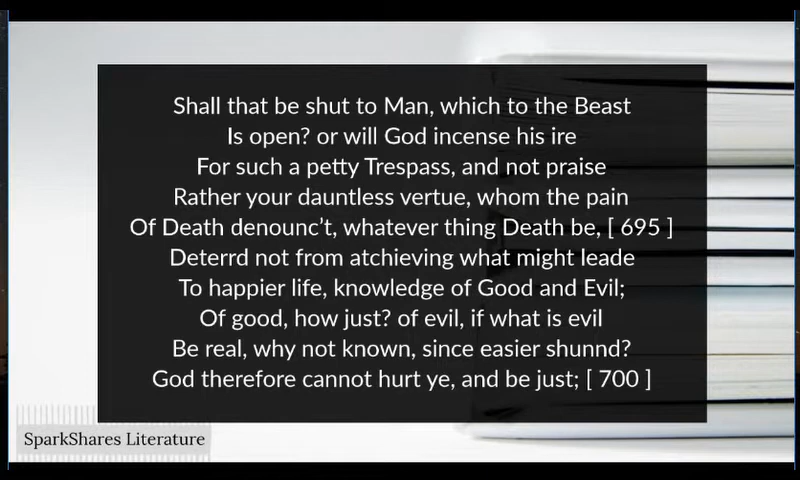 Shall that be shut to Man, which to the Beast
Is open? or will God incense his ire
For such a petty Trespass, and not praise
Rather your dauntless vertue, whom the pain
Of Death denounc’t, whatever thing Death be, [ 695 ]
Deterrd not from atchieving what might leade
To happier life, knowledge of Good and Evil;
Of good, how just? of evil, if what is evil
Be real, why not known, since easier shunnd?
God therefore cannot hurt ye, and be just; [ 700 ]
SparkShares Literature